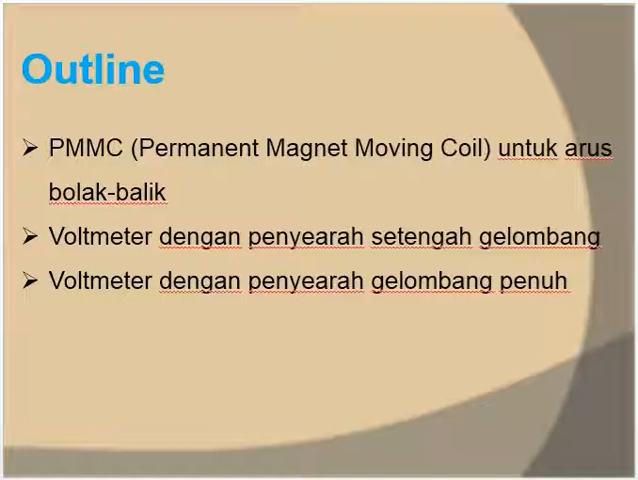 Outline
➢ PMMC (Permanent Magnet Moving Coil) untuk arus
bolak-balik
➢ Voltmeter dengan penyearah setengah gelombang
➢ Voltmeter dengan penyearah gelombang penuh